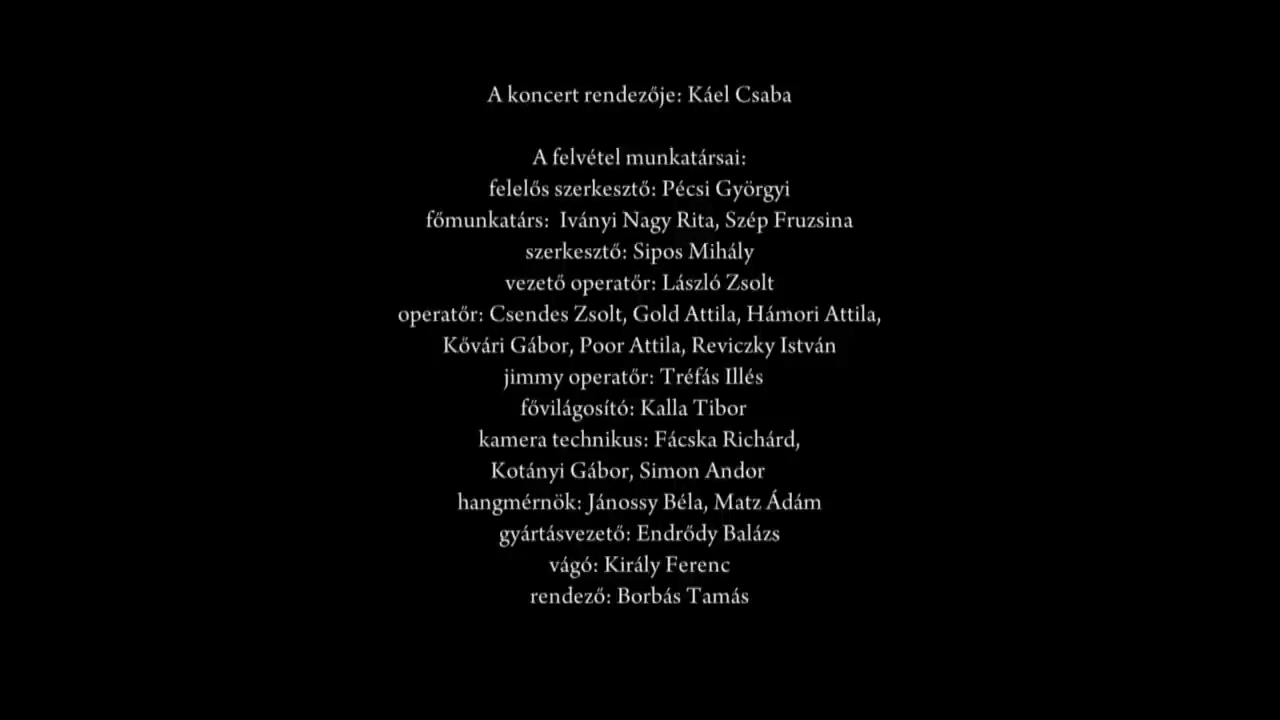 A koncert rendezője: Káel Csaba
A felvétel munkatársai:
felelős szerkesztő: Pécsi Györgyi
főmunkatárs: Iványi Nagy Rita, Szép Fruzsina
szerkesztő: Sipos Mihály
vezető operatőr: László Zsolt
operatőr: Csendes Zsolt, Gold Attila, Hámori Attila,
Kővári Gábor, Poor Attila, Reviczky István
jimmy operatőr: Tréfás Illés
fővilágosító: Kalla Tibor
kamera technikus: Fácska Richárd,
Kotányi Gábor, Simon Andor
hangmérnök: Jánossy Béla, Matz Ádám
gyártásvezető: Endrődy Balázs
vágó: Király Ferenc
rendező: Borbás Tamás